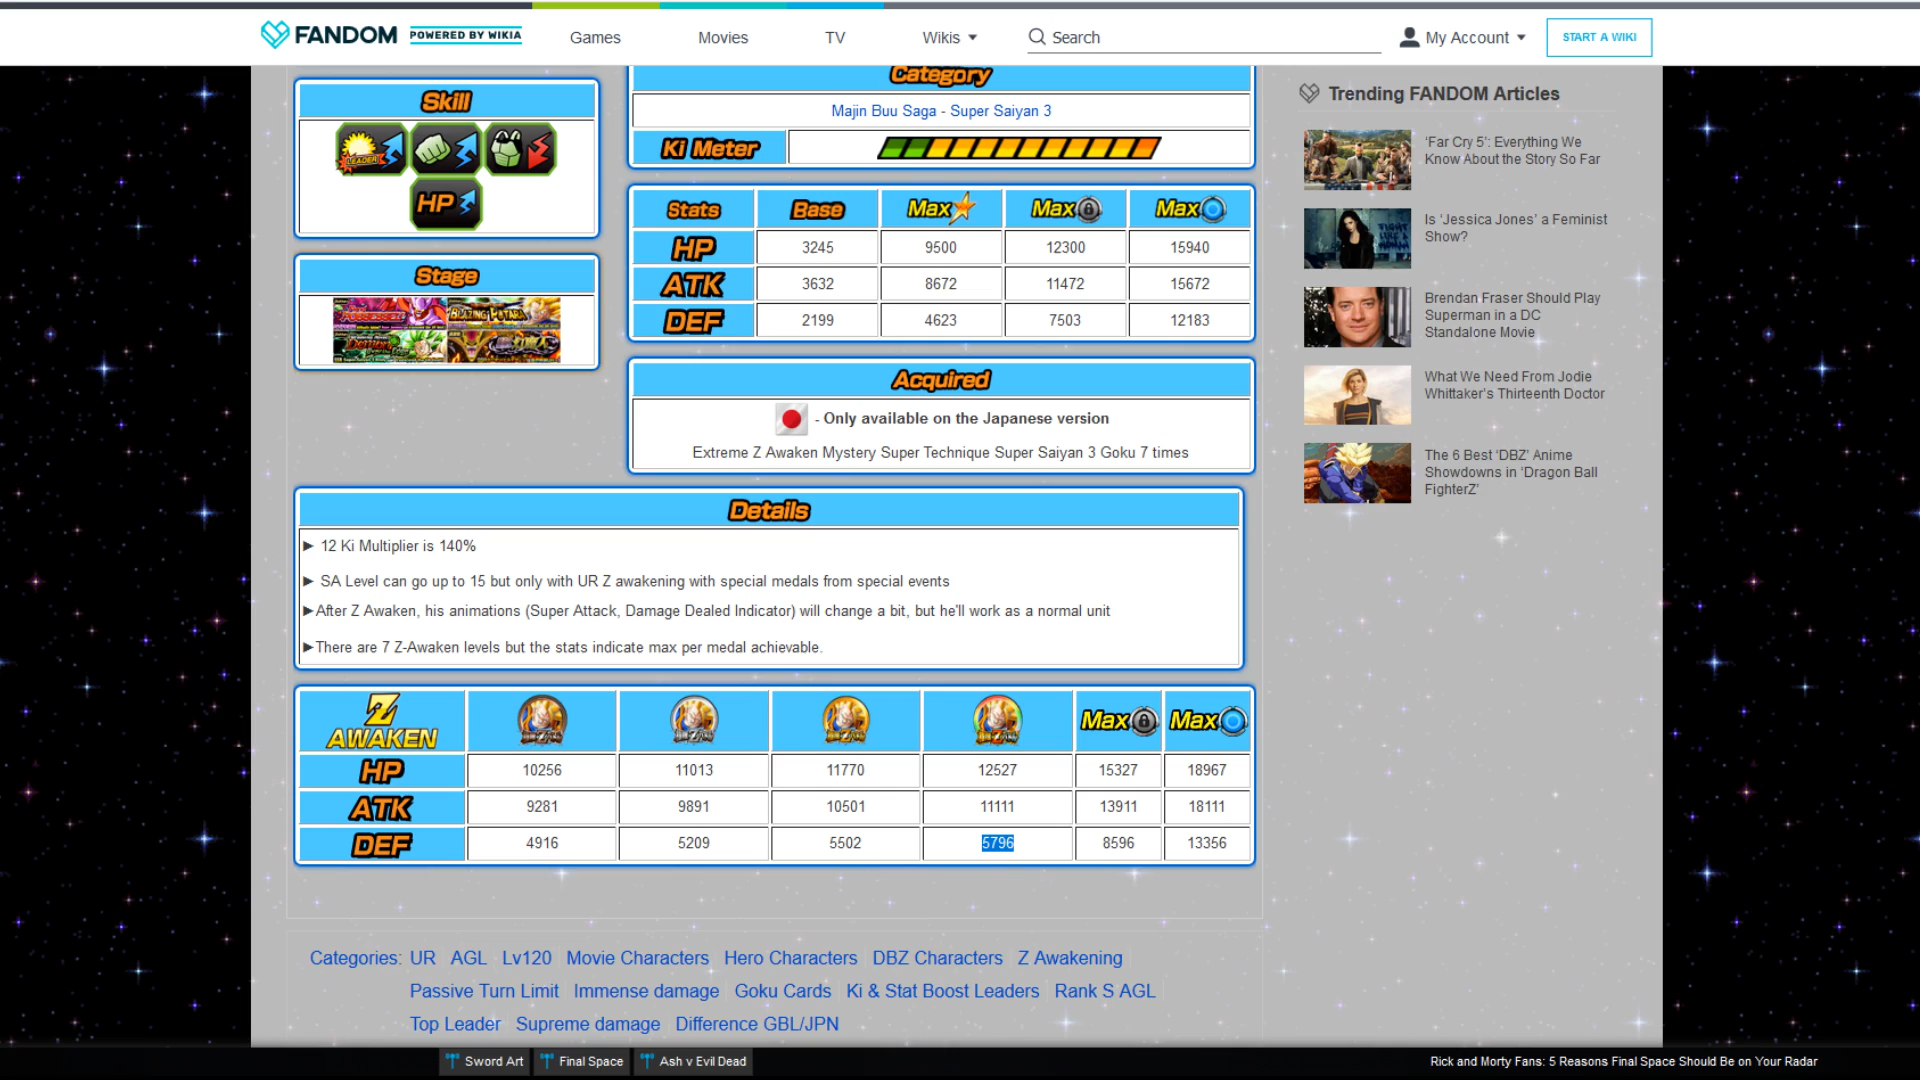 FANDOM POWERED BY WIKIA Games Movies TV Wikis Search My Account START A WIKI
Skill
LEADER
HP
Stage
Category
Majin Buu Saga - Super Saiyan 3
Ki Meter
Stats Base Max Max Max
HP 3245 9500 12300 15940
ATK 3632 8672 11472 15672
DEF 2199 4623 7503 12183
Acquired
- Only available on the Japanese version
Extreme Z Awaken Mystery Super Technique Super Saiyan 3 Goku 7 times
Details
► 12 Ki Multiplier is 140%
► SA Level can go up to 15 but only with UR Z awakening with special medals from special events
►After Z Awaken, his animations (Super Attack, Damage Dealed Indicator) will change a bit, but he'll work as a normal unit
►There are 7 Z-Awaken levels but the stats indicate max per medal achievable.
Z AWAKEN Max Max
HP 10256 11013 11770 12527 15327 18967
ATK 9281 9891 10501 11111 13911 18111
DEF 4916 5209 5502 5796 8596 13356
Categories: UR AGL Lv120 Movie Characters Hero Characters DBZ Characters Z Awakening
Passive Turn Limit Immense damage Goku Cards Ki & Stat Boost Leaders Rank S AGL
Top Leader Supreme damage Difference GBL/JPN
Trending FANDOM Articles
‘Far Cry 5’: Everything We
Know About the Story So Far
Is ‘Jessica Jones’ a Feminist
Show?
Brendan Fraser Should Play
Superman in a DC
Standalone Movie
What We Need From Jodie
Whittaker’s Thirteenth Doctor
The 6 Best ‘DBZ’ Anime
Showdowns in ‘Dragon Ball
FighterZ’
Sword Art Final Space Ash v Evil Dead
Rick and Morty Fans: 5 Reasons Final Space Should Be on Your Radar